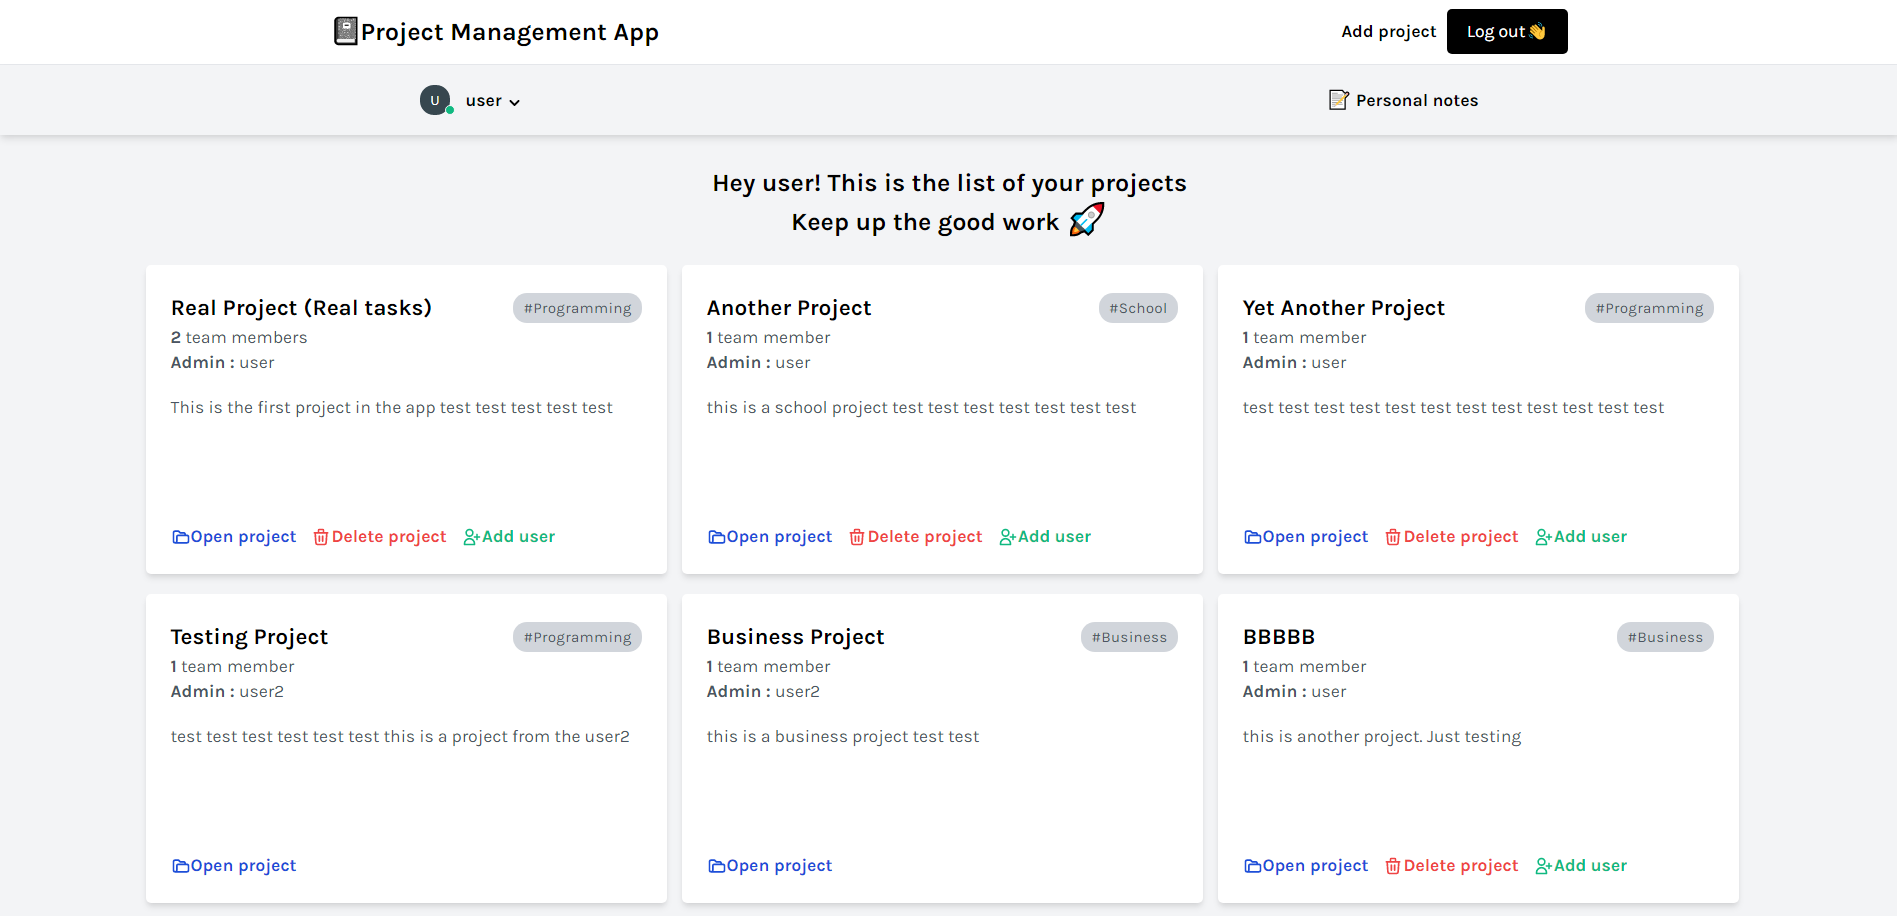 Project Management App
Add project
Log out👋
U
user
Personal notes
Hey user! This is the list of your projects
Keep up the good work 🚀
Real Project (Real tasks)
#Programming
2 team members
Admin : user
This is the first project in the app test test test test test
Open project
Delete project
Add user
Another Project
#School
1 team member
Admin : user
this is a school project test test test test test test test
Open project
Delete project
Add user
Yet Another Project
#Programming
1 team member
Admin : user
test test test test test test test test test test test test
Open project
Delete project
Add user
Testing Project
#Programming
1 team member
Admin : user2
test test test test test test this is a project from the user2
Open project
Business Project
#Business
1 team member
Admin : user2
this is a business project test test
Open project
BBBBB
#Business
1 team member
Admin : user
this is another project. Just testing
Open project
Delete project
Add user